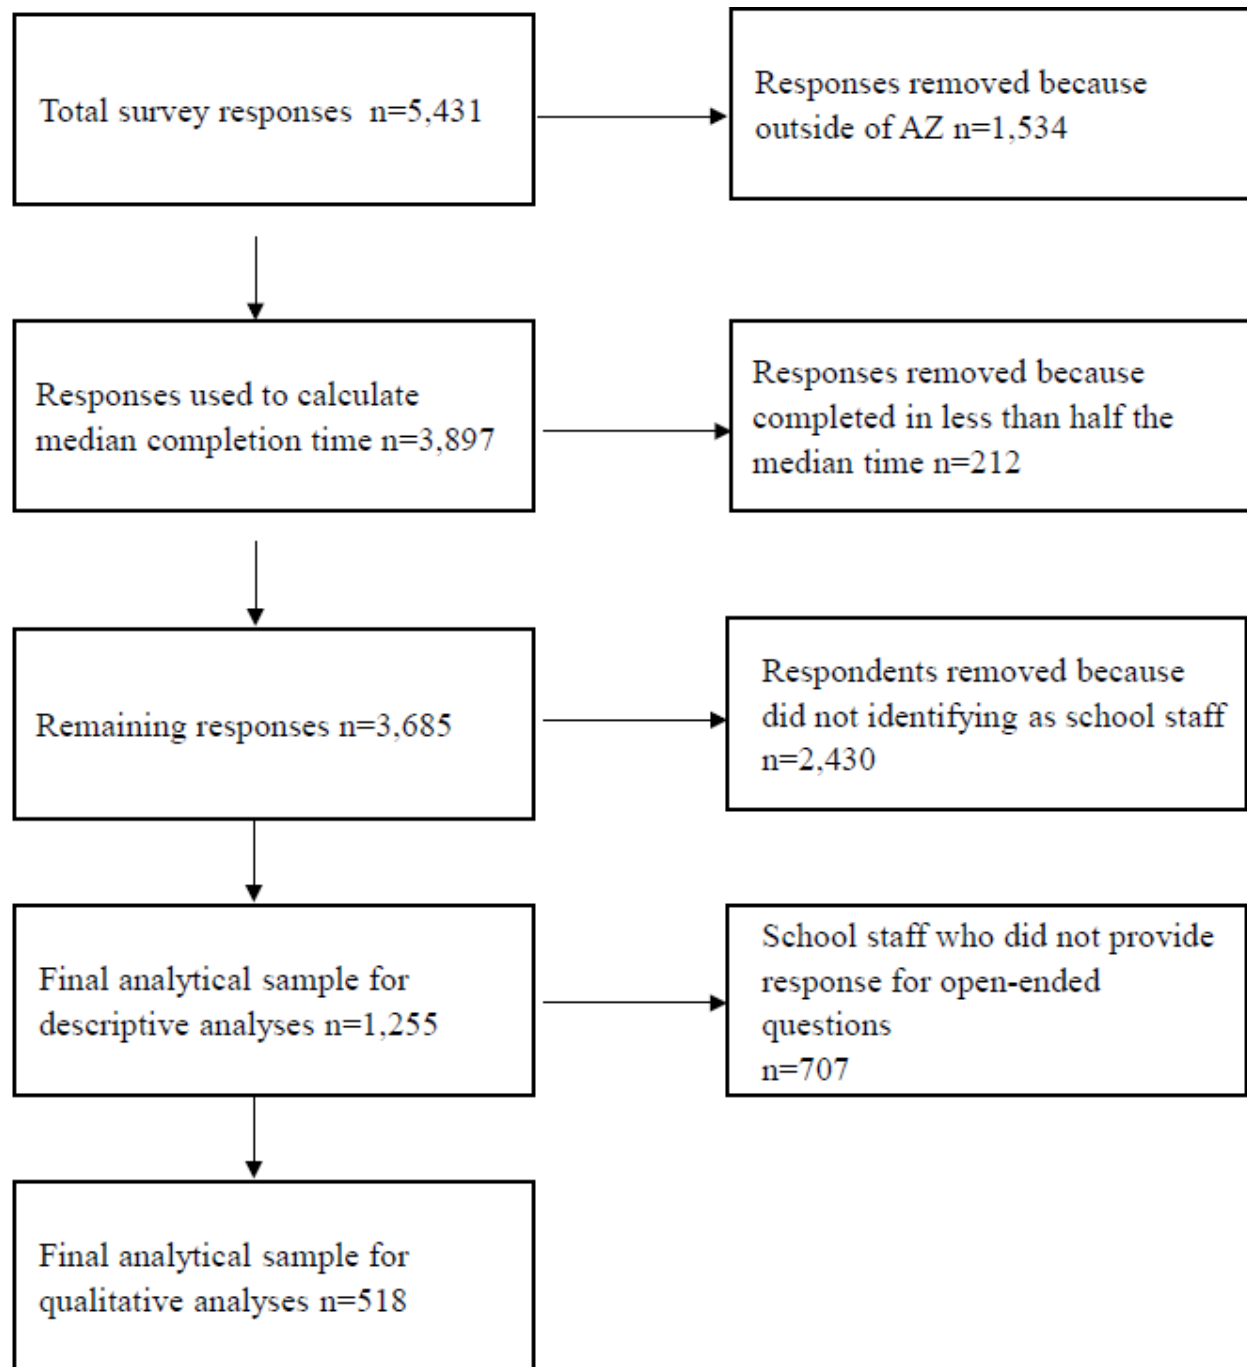 Total survey responses  n=5,431
Responses removed because
outside of AZ n=1,534
Responses used to calculate
median completion time n=3,897
Responses removed because
completed in less than half the
median time n=212
Remaining responses n=3,685
Respondents removed because
did not identifying as school staff
n=2,430
Final analytical sample for
descriptive analyses n=1,255
School staff who did not provide
response for open-ended
questions
n=707
Final analytical sample for
qualitative analyses n=518